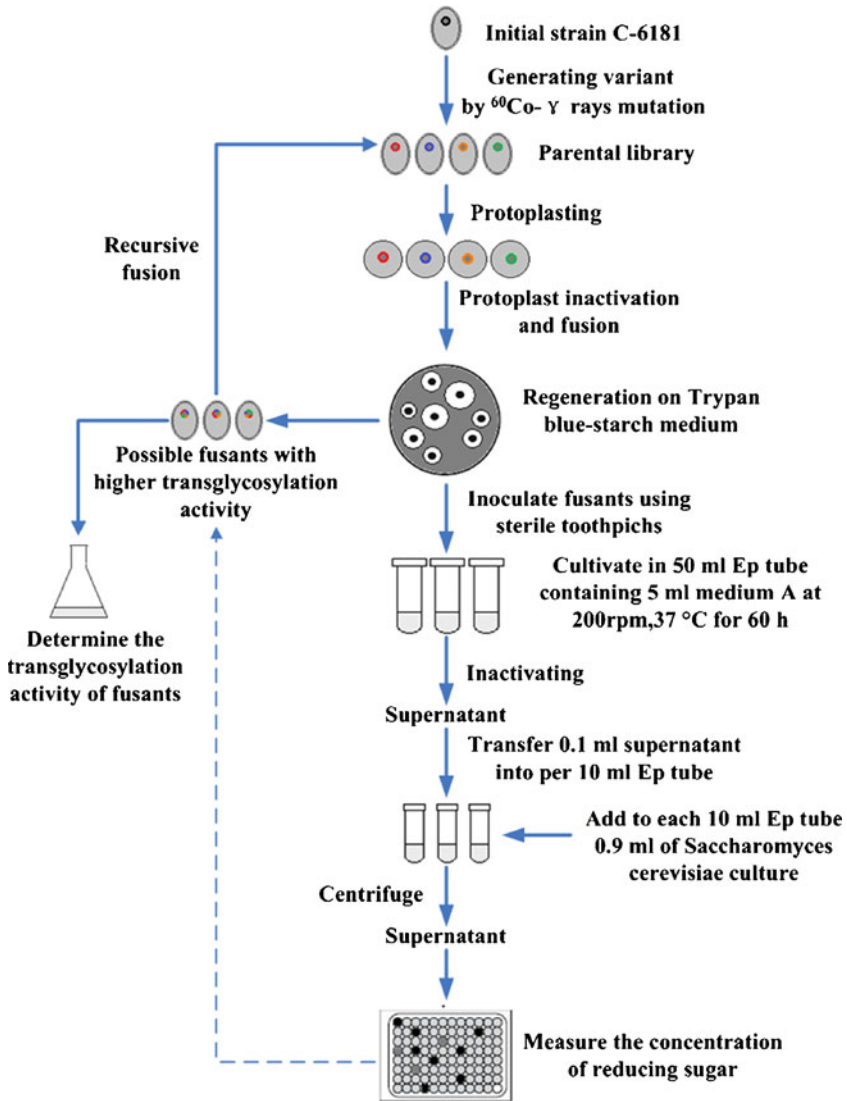 Initial strain C-6181
Generating variant
by ⁶⁰Co- γ rays mutation
Parental library
Protoplasting
Recursive
fusion
Protoplast inactivation
and fusion
Regeneration on Trypan
blue-starch medium
Possible fusants with
higher transglycosylation
activity
Inoculate fusants using
sterile toothpichs
Cultivate in 50 ml Ep tube
containing 5 ml medium A at
200rpm,37 °C for 60 h
Determine the
transglycosylation
activity of fusants
Inactivating
Supernatant
Transfer 0.1 ml supernatant
into per 10 ml Ep tube
Add to each 10 ml Ep tube
0.9 ml of Saccharomyces
cerevisiae culture
Centrifuge
Supernatant
Measure the concentration
of reducing sugar